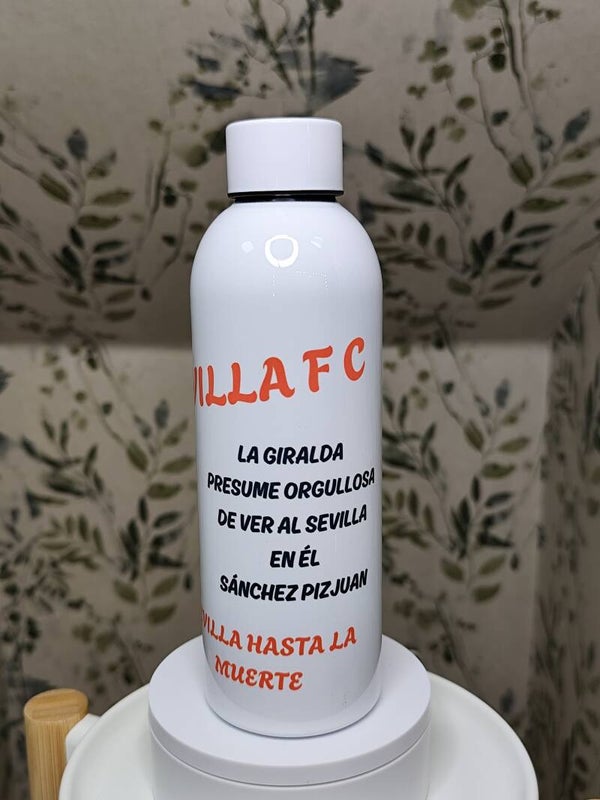 VILLA F C
LA GIRALDA
PRESUME ORGULLOSA
DE VER AL SEVILLA
EN ÉL
SÁNCHEZ PIZJUAN
VILLA HASTA LA
MUERTE